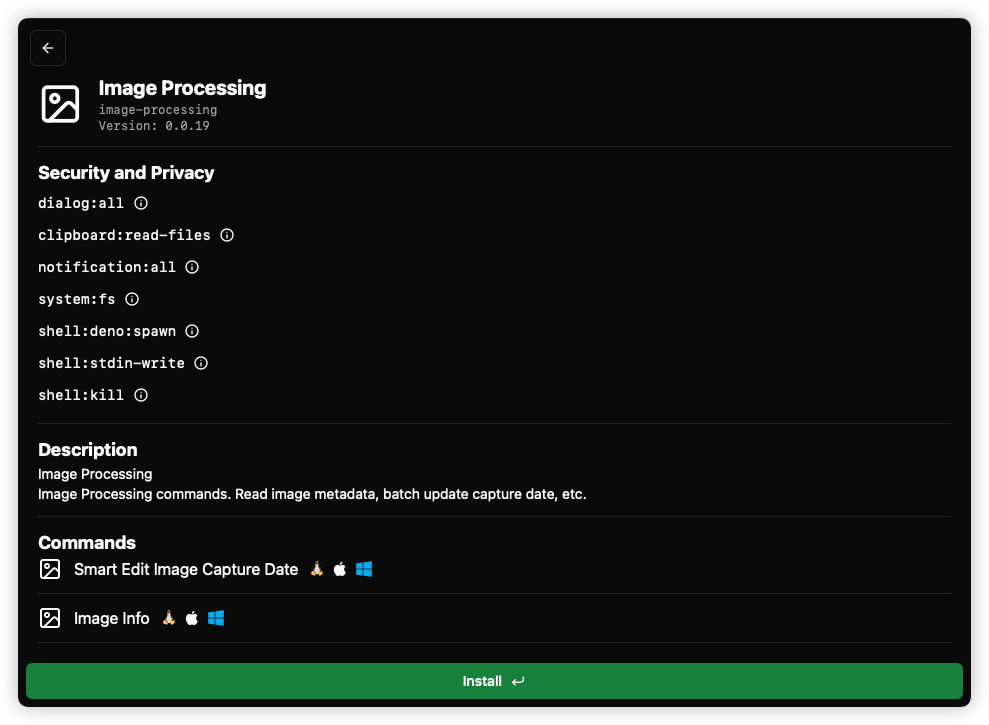 Image Processing
image-processing
Version: 0.0.19
Security and Privacy
dialog:all
clipboard:read-files
notification:all
system:fs
shell:deno:spawn
shell:stdin-write
shell:kill
Description
Image Processing
Image Processing commands. Read image metadata, batch update capture date, etc.
Commands
Smart Edit Image Capture Date
Image Info
Install